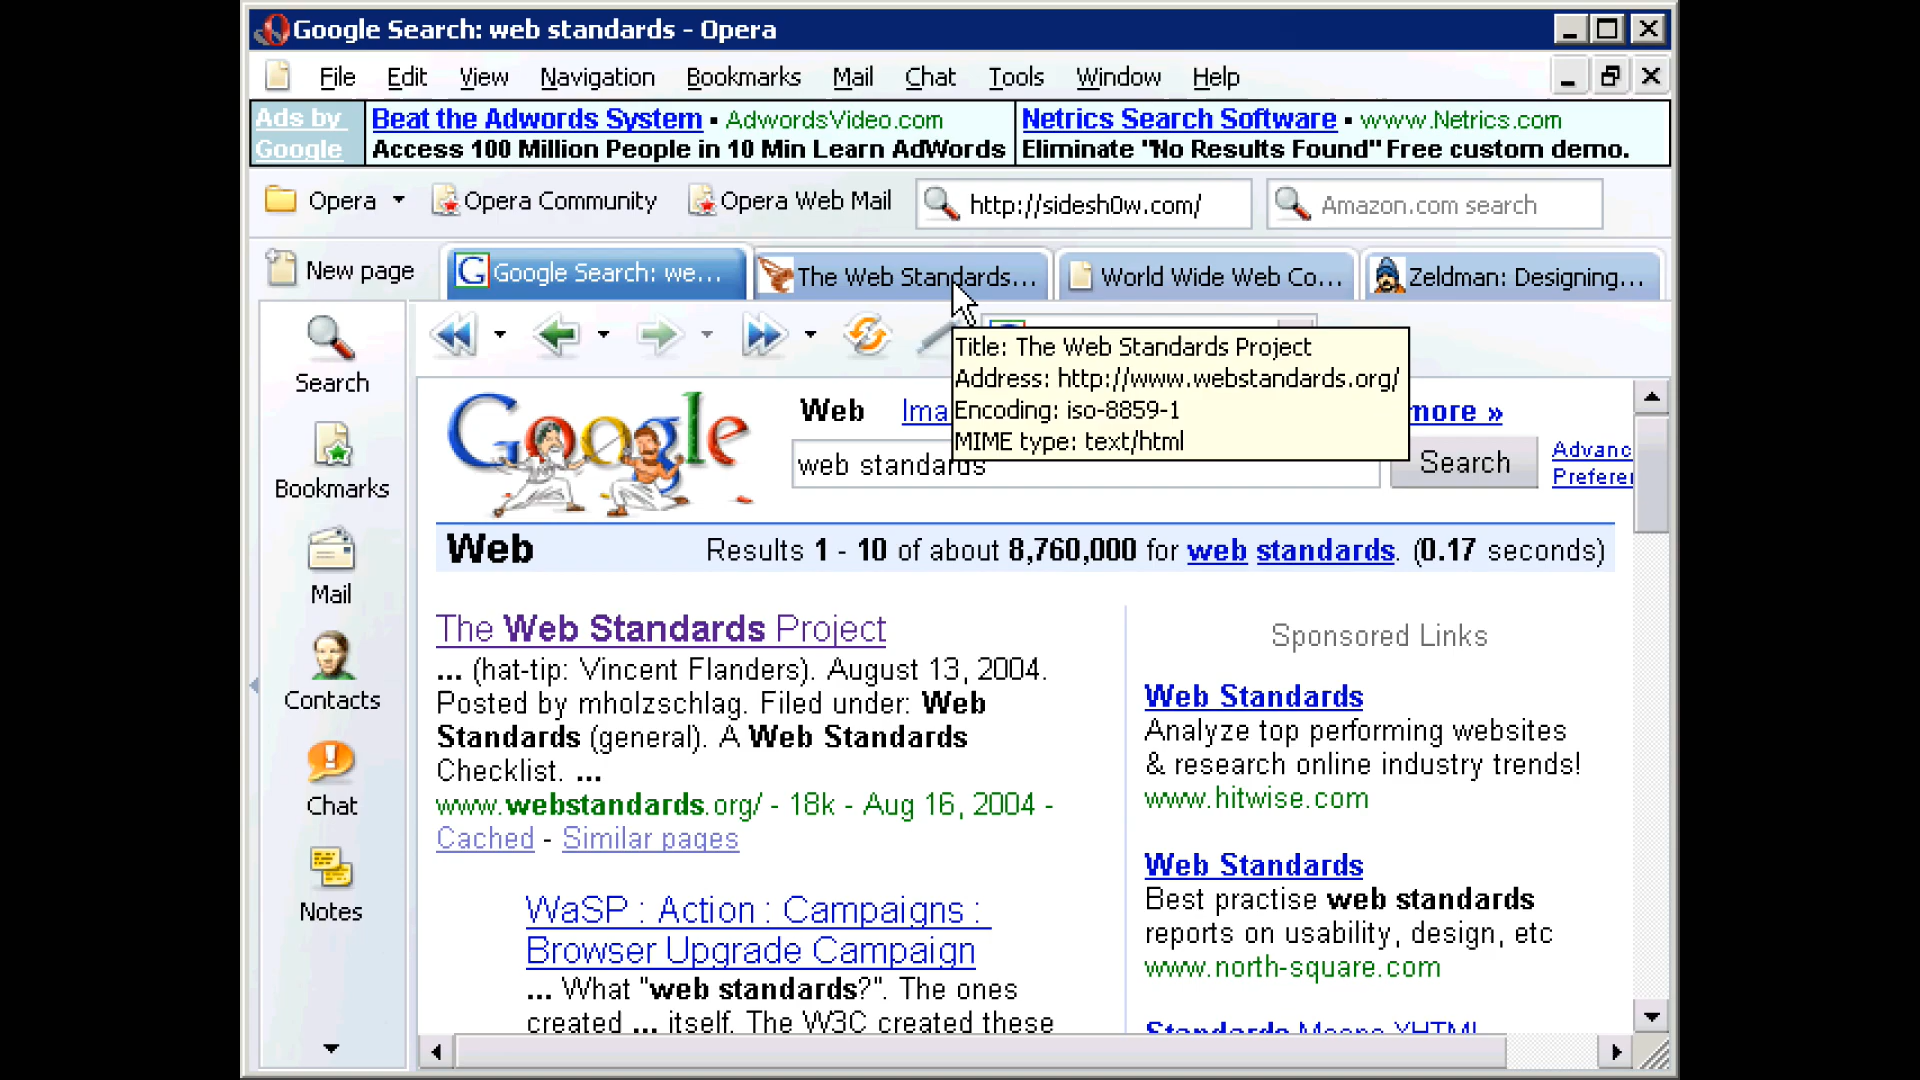 Google Search: web standards - Opera
File Edit View Navigation Bookmarks Mail Chat Tools Window Help
Ads by Google
Beat the Adwords System ▪ AdwordsVideo.com
Access 100 Million People in 10 Min Learn AdWords
Netrics Search Software ▪ www.Netrics.com
Eliminate "No Results Found" Free custom demo.
Opera Opera Community Opera Web Mail http://sidesh0w.com/ Amazon.com search
New page Google Search: we... The Web Standards... World Wide Web Co... Zeldman: Designing...
Title: The Web Standards Project
Address: http://www.webstandards.org/
Encoding: iso-8859-1
MIME type: text/html
Search
Bookmarks
Mail
Contacts
Chat
Notes
Google
Web Ima more »
web standards Search Advanc
Preferer
Web Results 1 - 10 of about 8,760,000 for web standards. (0.17 seconds)
The Web Standards Project
... (hat-tip: Vincent Flanders). August 13, 2004.
Posted by mholzschlag. Filed under: Web
Standards (general). A Web Standards
Checklist. ...
www.webstandards.org/ - 18k - Aug 16, 2004 -
Cached - Similar pages
WaSP : Action : Campaigns :
Browser Upgrade Campaign
... What "web standards?". The ones
created ... itself. The W3C created these
Sponsored Links
Web Standards
Analyze top performing websites
& research online industry trends!
www.hitwise.com
Web Standards
Best practise web standards
reports on usability, design, etc
www.north-square.com
Standards Means XHTML